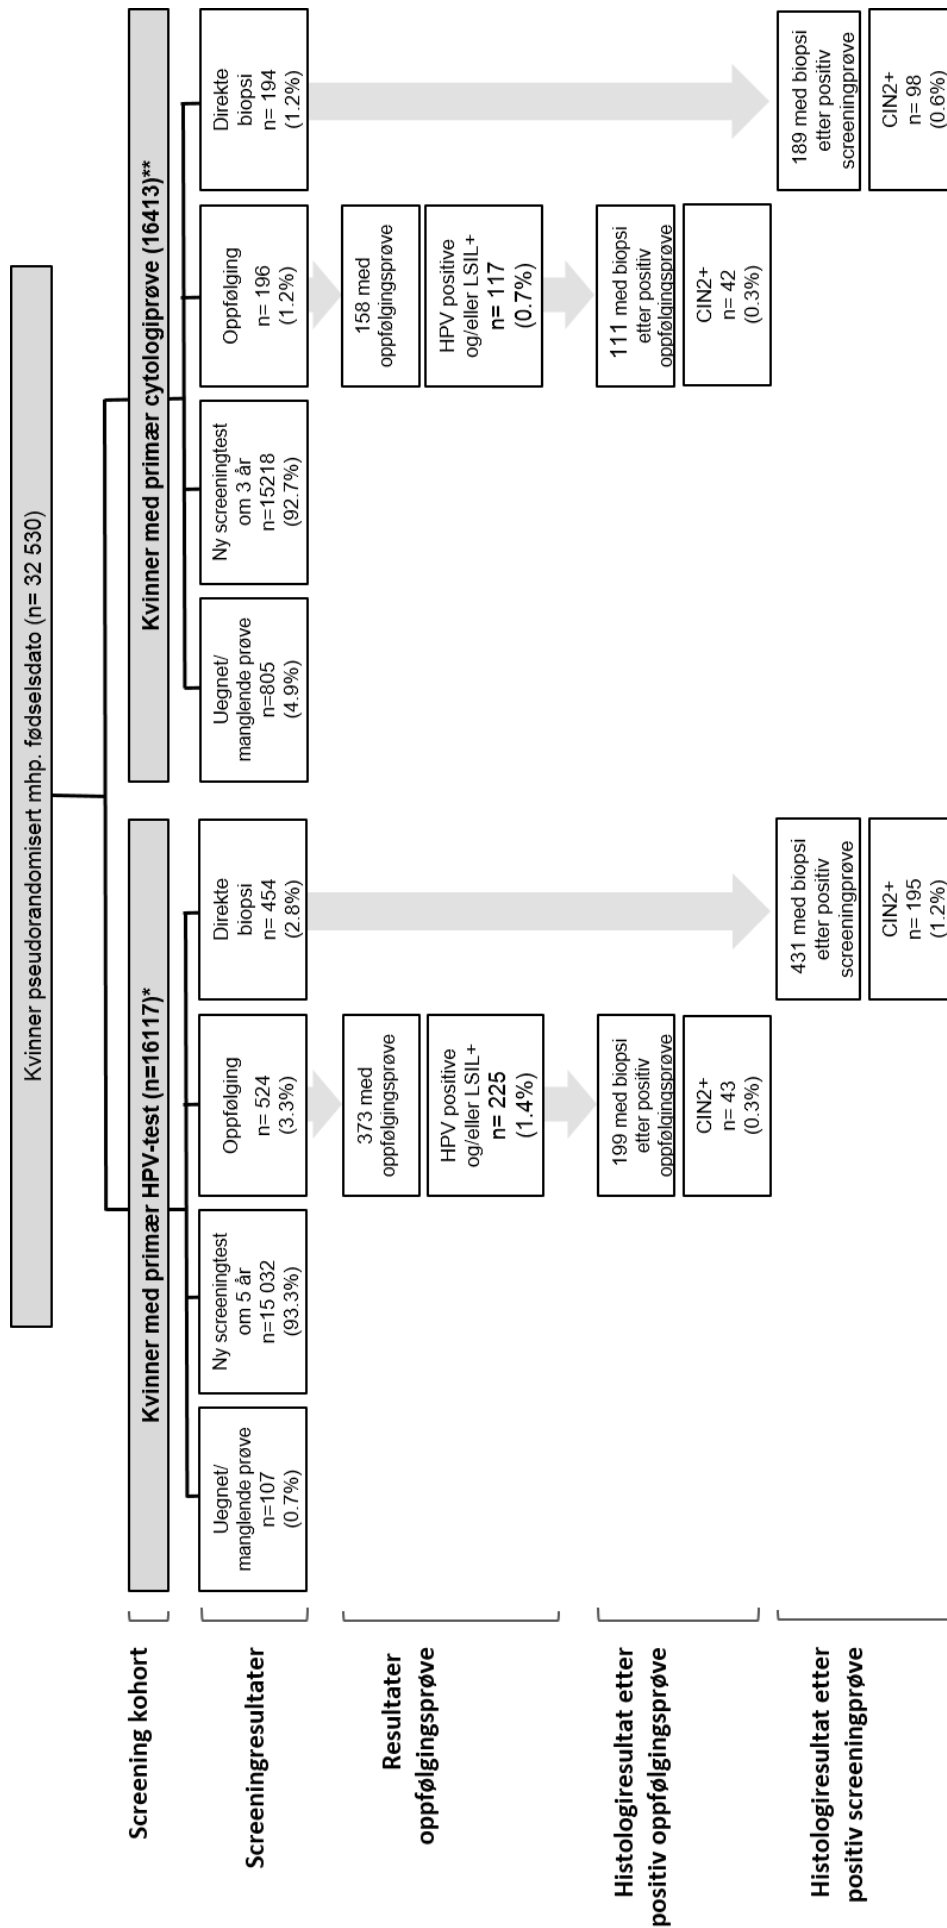 Kvinner pseudorandomisert mhp. fødselsdato (n= 32 530)
Screening kohort
Kvinner med primær HPV-test (n=16117)*
Kvinner med primær cytologiprøve (16413)**
Screeningresultater
Uegnet/
manglende prøve
n=107
(0.7%)
Ny screeningtest
om 5 år
n=15 032
(93.3%)
Oppfølging
n= 524
(3.3%)
Direkte
biopsi
n= 454
(2.8%)
Uegnet/
manglende prøve
n=805
(4.9%)
Ny screeningtest
om 3 år
n=15218
(92.7%)
Oppfølging
n= 196
(1.2%)
Direkte
biopsi
n= 194
(1.2%)
Resultater
oppfølgingsprøve
373 med
oppfølgingsprøve
HPV positive
og/eller LSIL+
n= 225
(1.4%)
158 med
oppfølgingsprøve
HPV positive
og/eller LSIL+
n= 117
(0.7%)
Histologiresultat etter
positiv oppfølgingsprøve
199 med biopsi
etter positiv
oppfølgingsprøve
CIN2+
n= 43
(0.3%)
111 med biopsi
etter positiv
oppfølgingsprøve
CIN2+
n= 42
(0.3%)
Histologiresultat etter
positiv screeningprøve
431 med biopsi
etter positiv
screeningprøve
CIN2+
n= 195
(1.2%)
189 med biopsi
etter positiv
screeningprøve
CIN2+
n= 98
(0.6%)